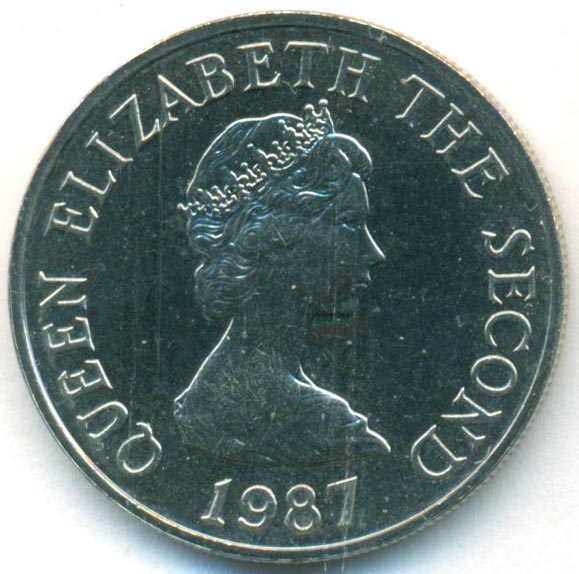 QUEEN ELIZABETH THE SECOND
1987